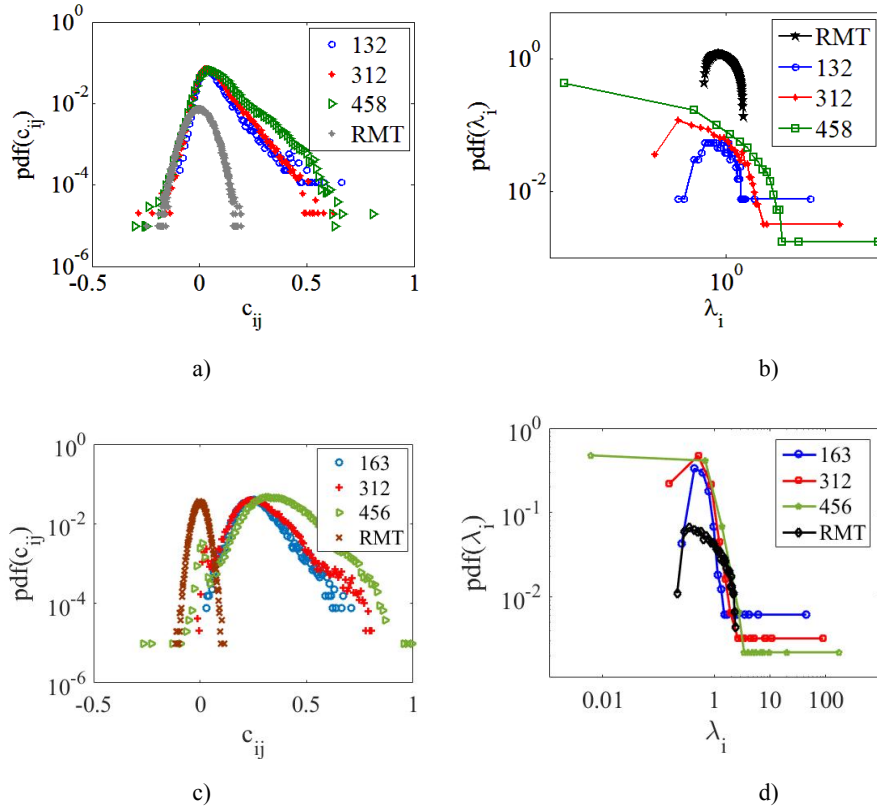 10^0
10^-2
10^-4
10^-6
-0.5 0 0.5 1
pdf(c_ij)
c_ij
132
312
458
RMT
a)
10^0
10^-2
10^0
pdf(λ_i)
λ_i
RMT
132
312
458
b)
10^0
10^-2
10^-4
10^-6
-0.5 0 0.5 1
pdf(c_ij)
c_ij
163
312
456
RMT
c)
10^0
10^-1
10^-2
0.01 1 10 100
pdf(λ_i)
λ_i
163
312
456
RMT
d)